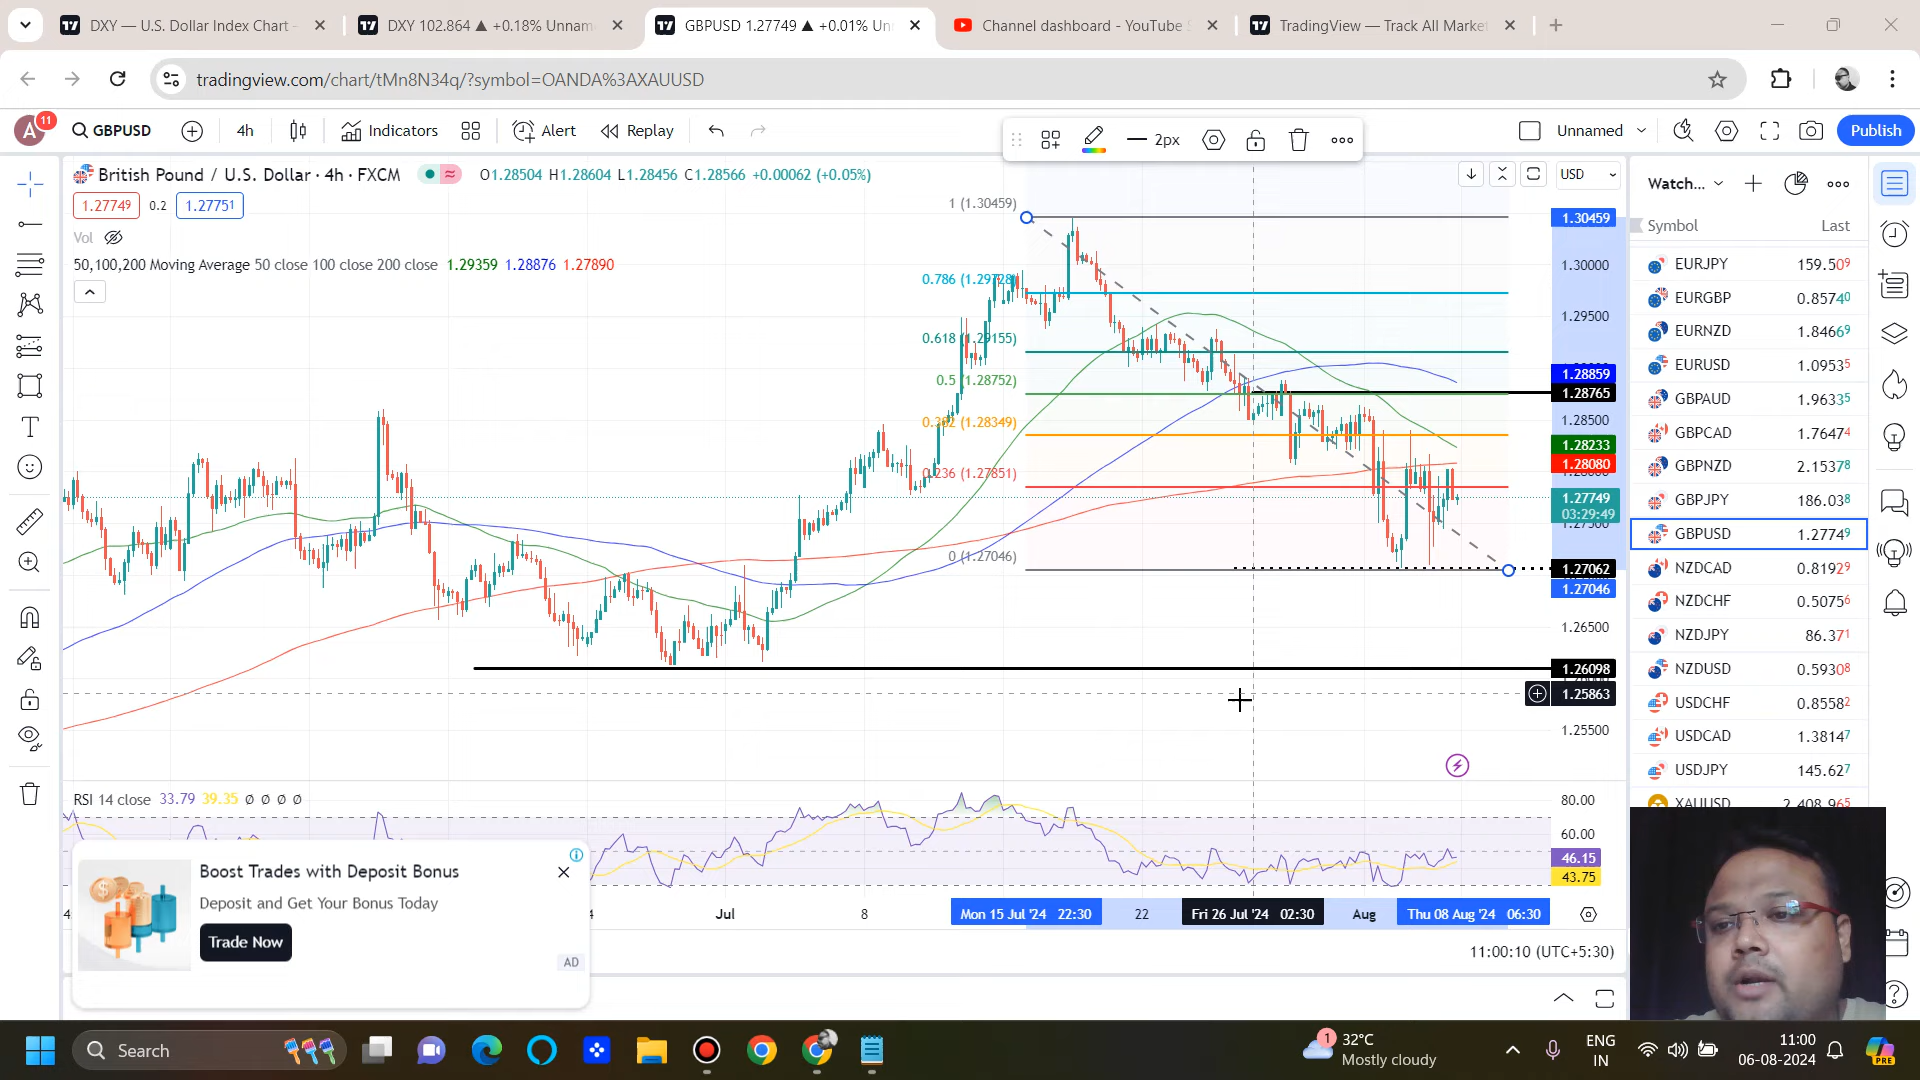 DXY — U.S. Dollar Index Chart -
DXY 102.864 ▲ +0.18% Unnam
GBPUSD 1.27749 ▲ +0.01% Un
Channel dashboard - YouTube S
TradingView — Track All Market
tradingview.com/chart/tMn8N34q/?symbol=OANDA%3AXAUUSD
A 11
GBPUSD
4h
Indicators
Alert
Replay
2px
Unnamed
Publish
British Pound / U.S. Dollar · 4h · FXCM
O1.28504 H1.28604 L1.28456 C1.28566 +0.00062 (+0.05%)
USD
1.27749 0.2 1.27751
Vol
50,100,200 Moving Average 50 close 100 close 200 close 1.29359 1.28876 1.27890
1 (1.30459)
0.786 (1.29728)
0.618 (1.29155)
0.5 (1.28752)
0.382 (1.28349)
0.236 (1.27851)
0 (1.27046)
1.30459
1.30000
1.29500
1.28859
1.28765
1.28500
1.28233
1.28080
1.27749
03:29:49
1.27500
1.27062
1.27046
1.26500
1.26098
1.25863
1.25500
RSI 14 close 33.79 39.35 Ø Ø Ø Ø
80.00
60.00
46.15
43.75
Boost Trades with Deposit Bonus
Deposit and Get Your Bonus Today
Trade Now
AD
Jul
8
Mon 15 Jul '24 22:30
22
Fri 26 Jul '24 02:30
Aug
Thu 08 Aug '24 06:30
11:00:10 (UTC+5:30)
Watch...
Symbol Last
EURJPY 159.509
EURGBP 0.85740
EURNZD 1.84669
EURUSD 1.09535
GBPAUD 1.96335
GBPCAD 1.76474
GBPNZD 2.15378
GBPJPY 186.038
GBPUSD 1.27749
NZDCAD 0.81929
NZDCHF 0.50756
NZDJPY 86.371
NZDUSD 0.59308
USDCHF 0.85582
USDCAD 1.38147
USDJPY 145.627
XAUUSD 2,408.965
Search
1
32°C
Mostly cloudy
ENG
IN
11:00
06-08-2024
PRE